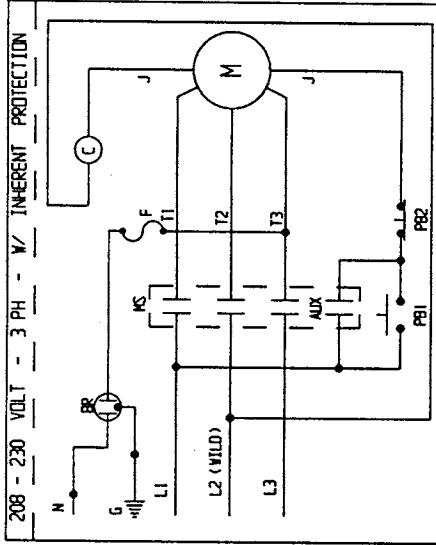 208 - 230 VOLT - 3 PH - W/ INHERENT PROTECTION
N
BR
G
F
C
J
M
J
L1
MS
T1
L2 (WILD)
T2
L3
T3
AUX
PB1
PB2